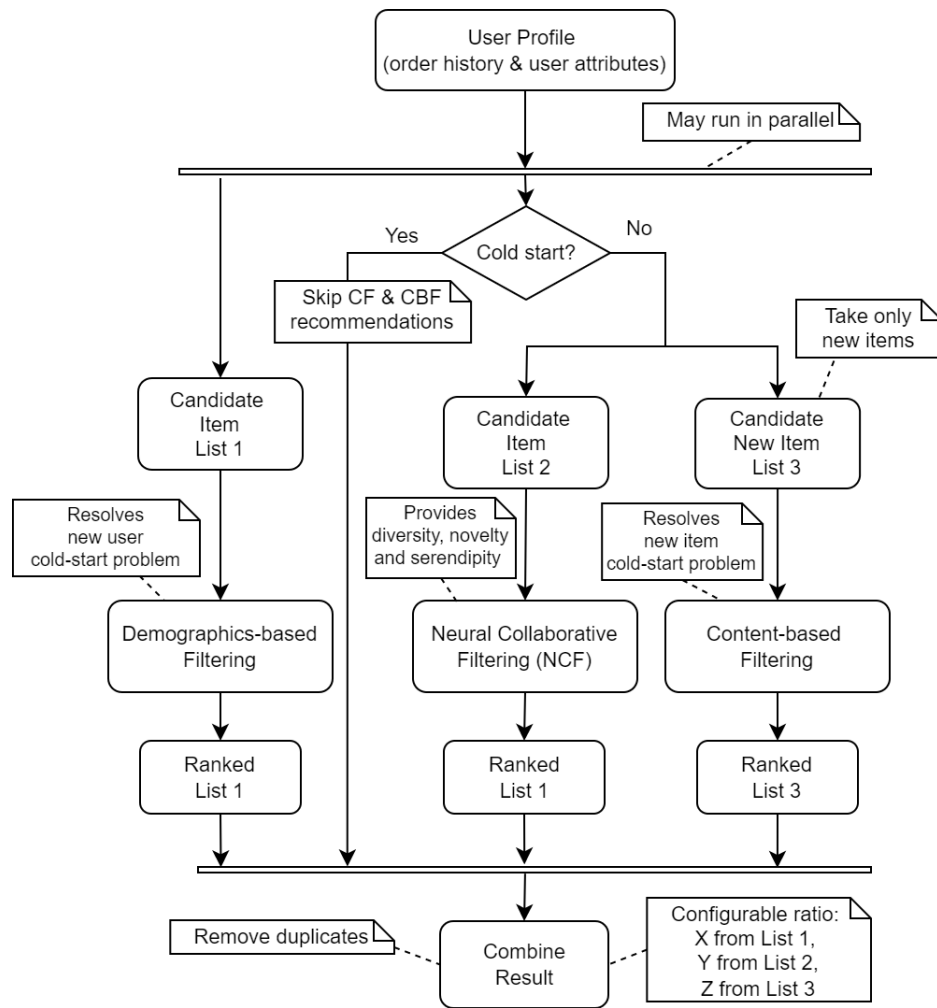 User Profile
(order history & user attributes)
May run in parallel
Yes
Cold start?
No
Skip CF & CBF
recommendations
Take only
new items
Candidate
Item
List 1
Candidate
Item
List 2
Candidate
New Item
List 3
Resolves
new user
cold-start problem
Provides
diversity, novelty
and serendipity
Resolves
new item
cold-start problem
Demographics-based
Filtering
Neural Collaborative
Filtering (NCF)
Content-based
Filtering
Ranked
List 1
Ranked
List 1
Ranked
List 3
Remove duplicates
Combine
Result
Configurable ratio:
X from List 1,
Y from List 2,
Z from List 3